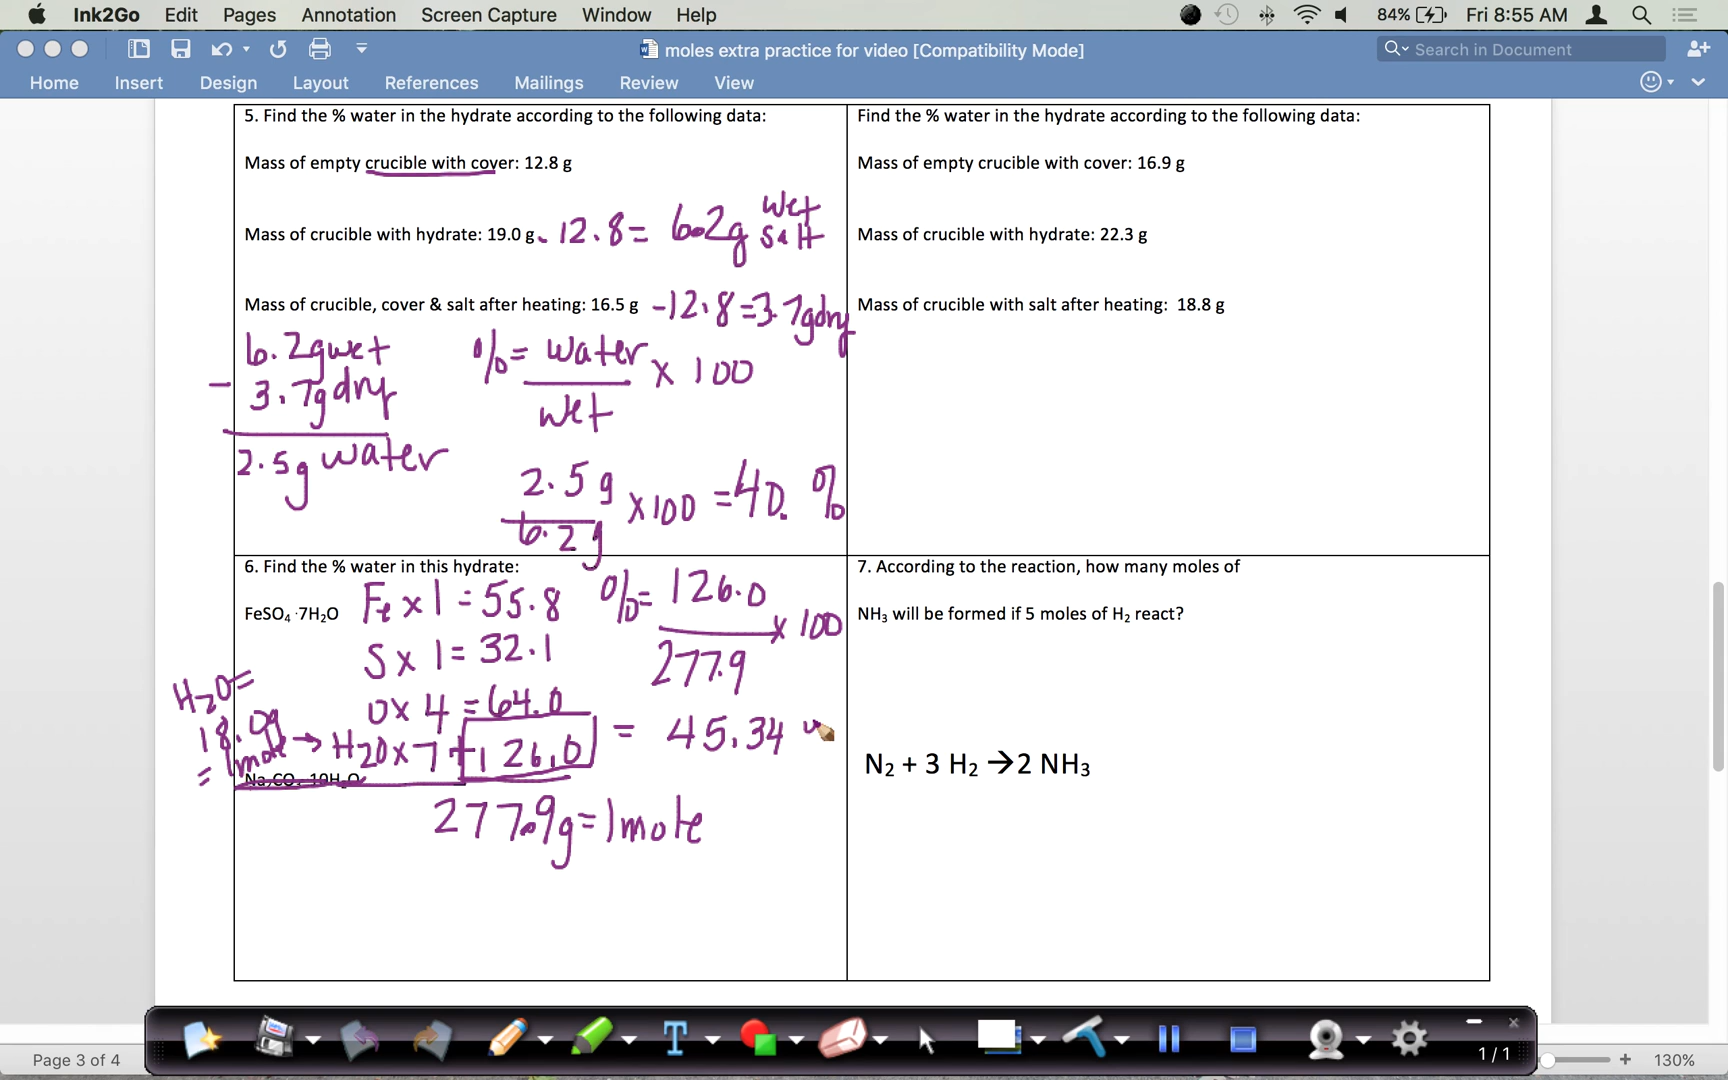 Ink2Go Edit Pages Annotation Screen Capture Window Help 84% Fri 8:55 AM
moles extra practice for video [Compatibility Mode] Search in Document
Home Insert Design Layout References Mailings Review View
5. Find the % water in the hydrate according to the following data:
Mass of empty crucible with cover: 12.8 g
Mass of crucible with hydrate: 19.0 g - 12.8 = 6.2g wet salt
Mass of crucible, cover & salt after heating: 16.5 g -12.8 = 3.7g dry
6.2g wet
- 3.7g dry
2.5g water
% = water
wet
x 100
2.5g
6.2g
x 100 = 40. %
Find the % water in the hydrate according to the following data:
Mass of empty crucible with cover: 16.9 g
Mass of crucible with hydrate: 22.3 g
Mass of crucible with salt after heating: 18.8 g
6. Find the % water in this hydrate:
FeSO₄ ·7H₂O
Fe x 1 = 55.8
S x 1 = 32.1
O x 4 = 64.0
H₂O =
18.0g
= 1mole → H₂O x 7 + 126.0
Na₂CO₃ · 10H₂O
277.9g = 1mole
% = 126.0
277.9
x 100
= 45.34
7. According to the reaction, how many moles of
NH₃ will be formed if 5 moles of H₂ react?
N₂ + 3 H₂ →2 NH₃
1 / 1
Page 3 of 4 130%